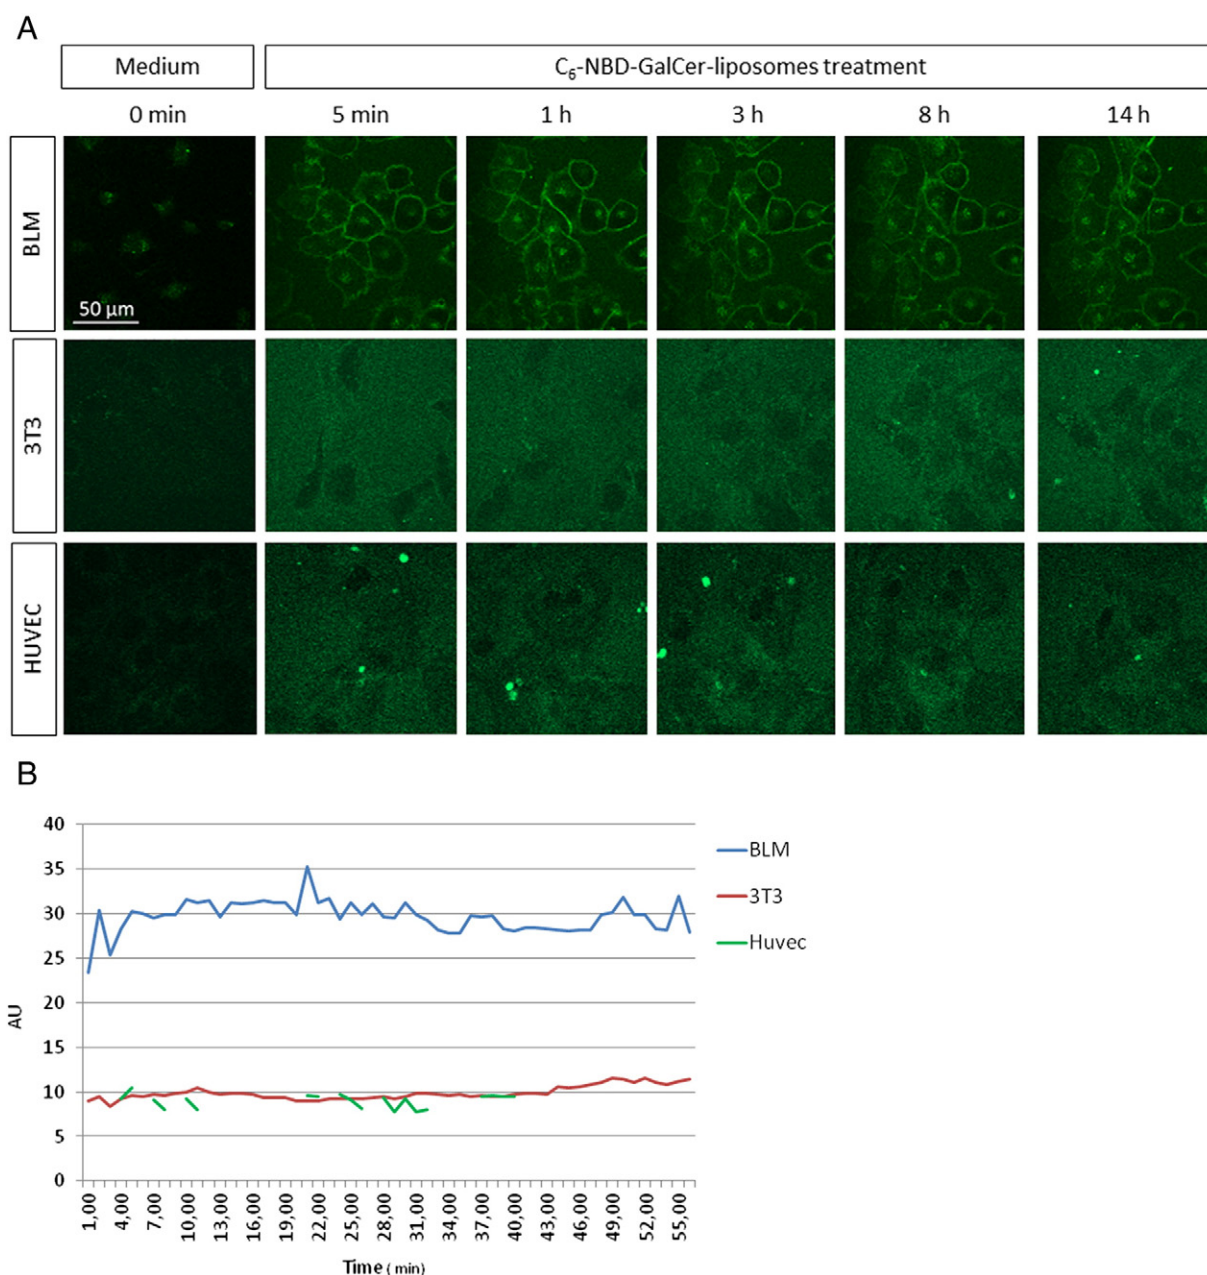 A
Medium
C₆-NBD-GalCer-liposomes treatment
0 min
5 min
1 h
3 h
8 h
14 h
BLM
50 µm
3T3
HUVEC
B
40
35
30
25
20
15
10
5
0
AU
1,00
4,00
7,00
10,00
13,00
16,00
19,00
22,00
25,00
28,00
31,00
34,00
37,00
40,00
43,00
46,00
49,00
52,00
55,00
Time ( min)
BLM
3T3
Huvec